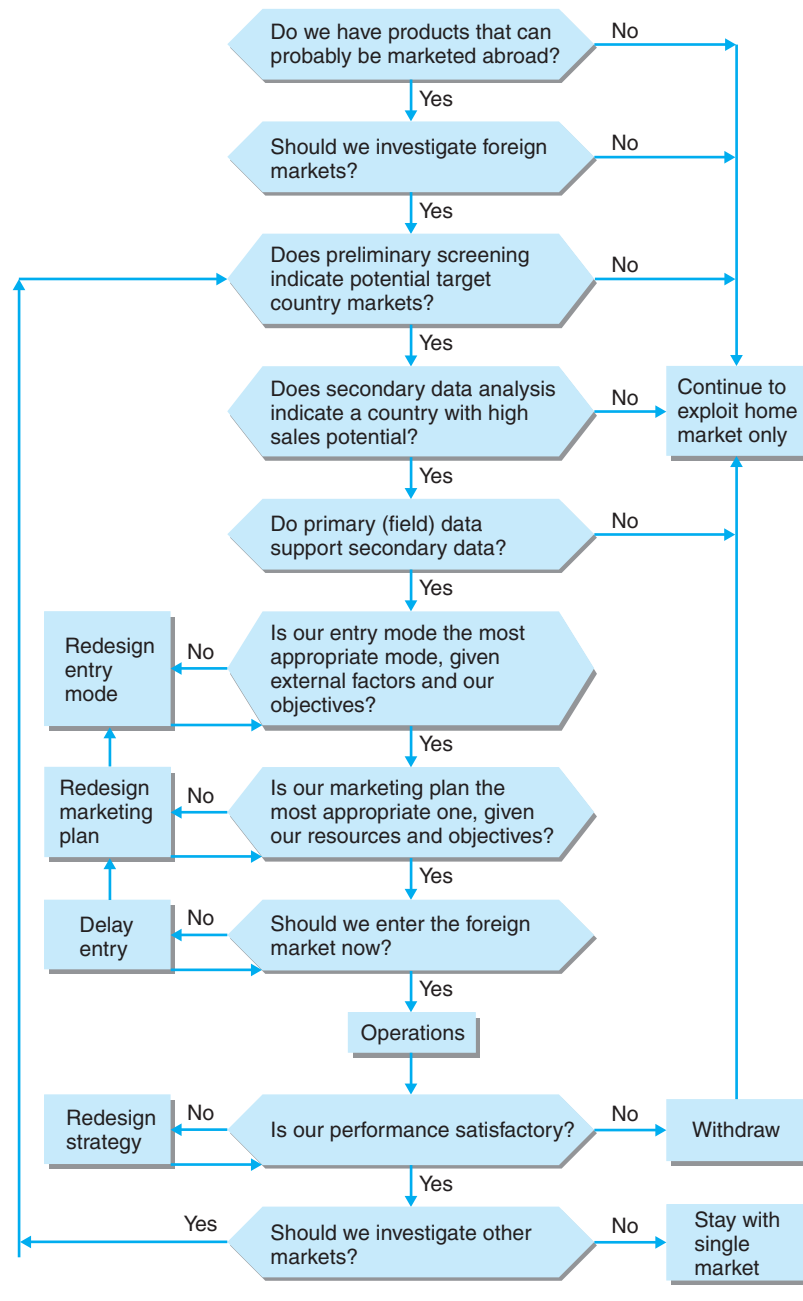 Do we have products that can
probably be marketed abroad?
No
Yes
Should we investigate foreign
markets?
No
Yes
Does preliminary screening
indicate potential target
country markets?
No
Yes
Does secondary data analysis
indicate a country with high
sales potential?
No
Continue to
exploit home
market only
Yes
Do primary (field) data
support secondary data?
No
Yes
Redesign
entry
mode
No
Is our entry mode the most
appropriate mode, given
external factors and our
objectives?
Yes
Redesign
marketing
plan
No
Is our marketing plan the
most appropriate one, given
our resources and objectives?
Yes
Delay
entry
No
Should we enter the foreign
market now?
Yes
Operations
Redesign
strategy
No
Is our performance satisfactory?
No
Withdraw
Yes
Yes
Should we investigate other
markets?
No
Stay with
single
market